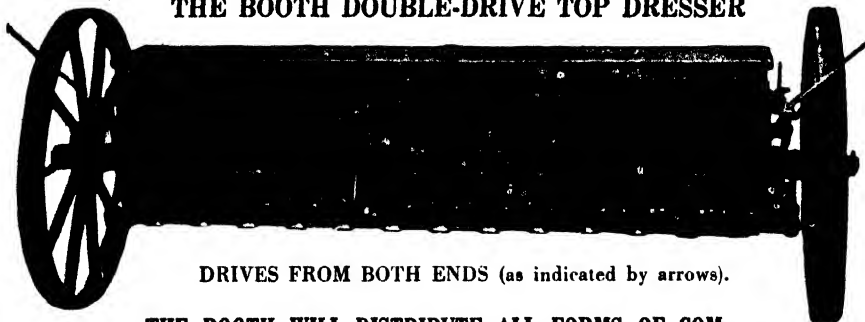 THE BOOTH DOUBLE-DRIVE TOP DRESSER
DRIVES FROM BOTH ENDS (as indicated by arrows).
THE BOOTH WILL DISTRIBUTE ALL FORMS OF COM-